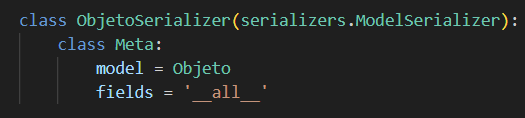 class ObjetoSerializer(serializers.ModelSerializer):
    class Meta:
        model = Objeto
        fields = '__all__'